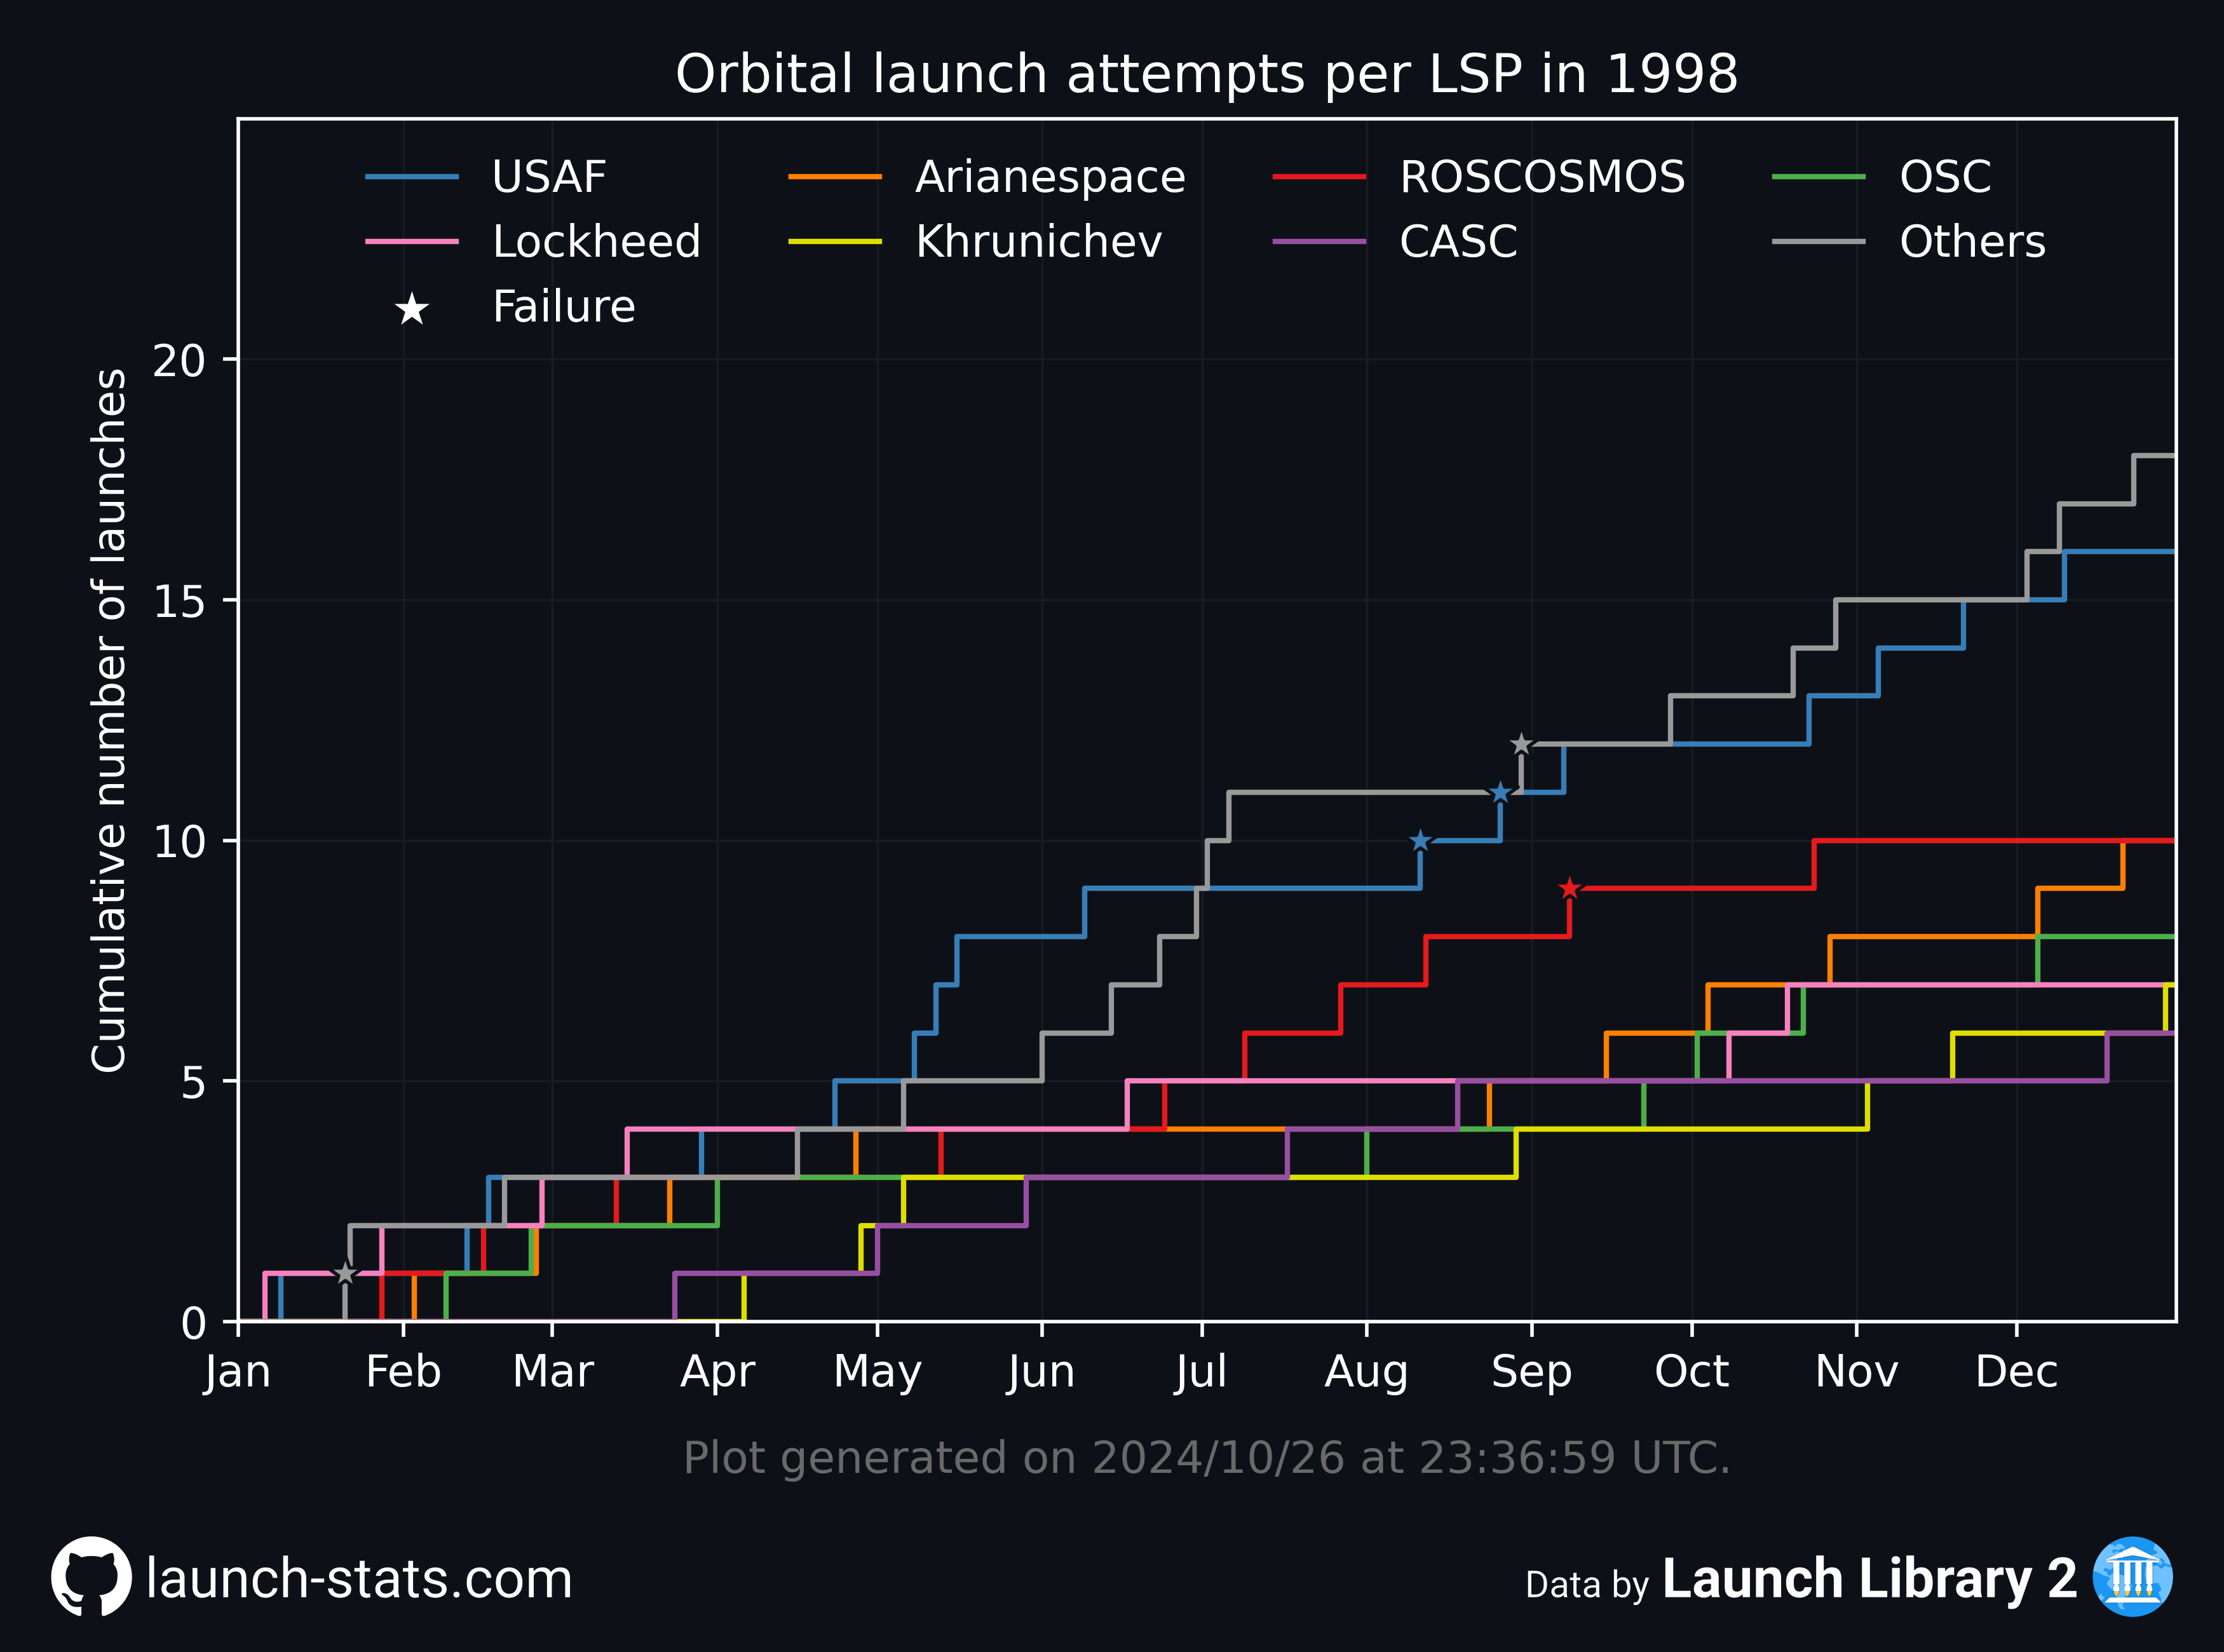 Orbital launch attempts per LSP in 1998
USAF Arianespace ROSCOSMOS OSC
Lockheed Khrunichev CASC Others
Failure
Cumulative number of launches
20
15
10
5
0
Jan Feb Mar Apr May Jun Jul Aug Sep Oct Nov Dec
Plot generated on 2024/10/26 at 23:36:59 UTC.
launch-stats.com
Data by Launch Library 2